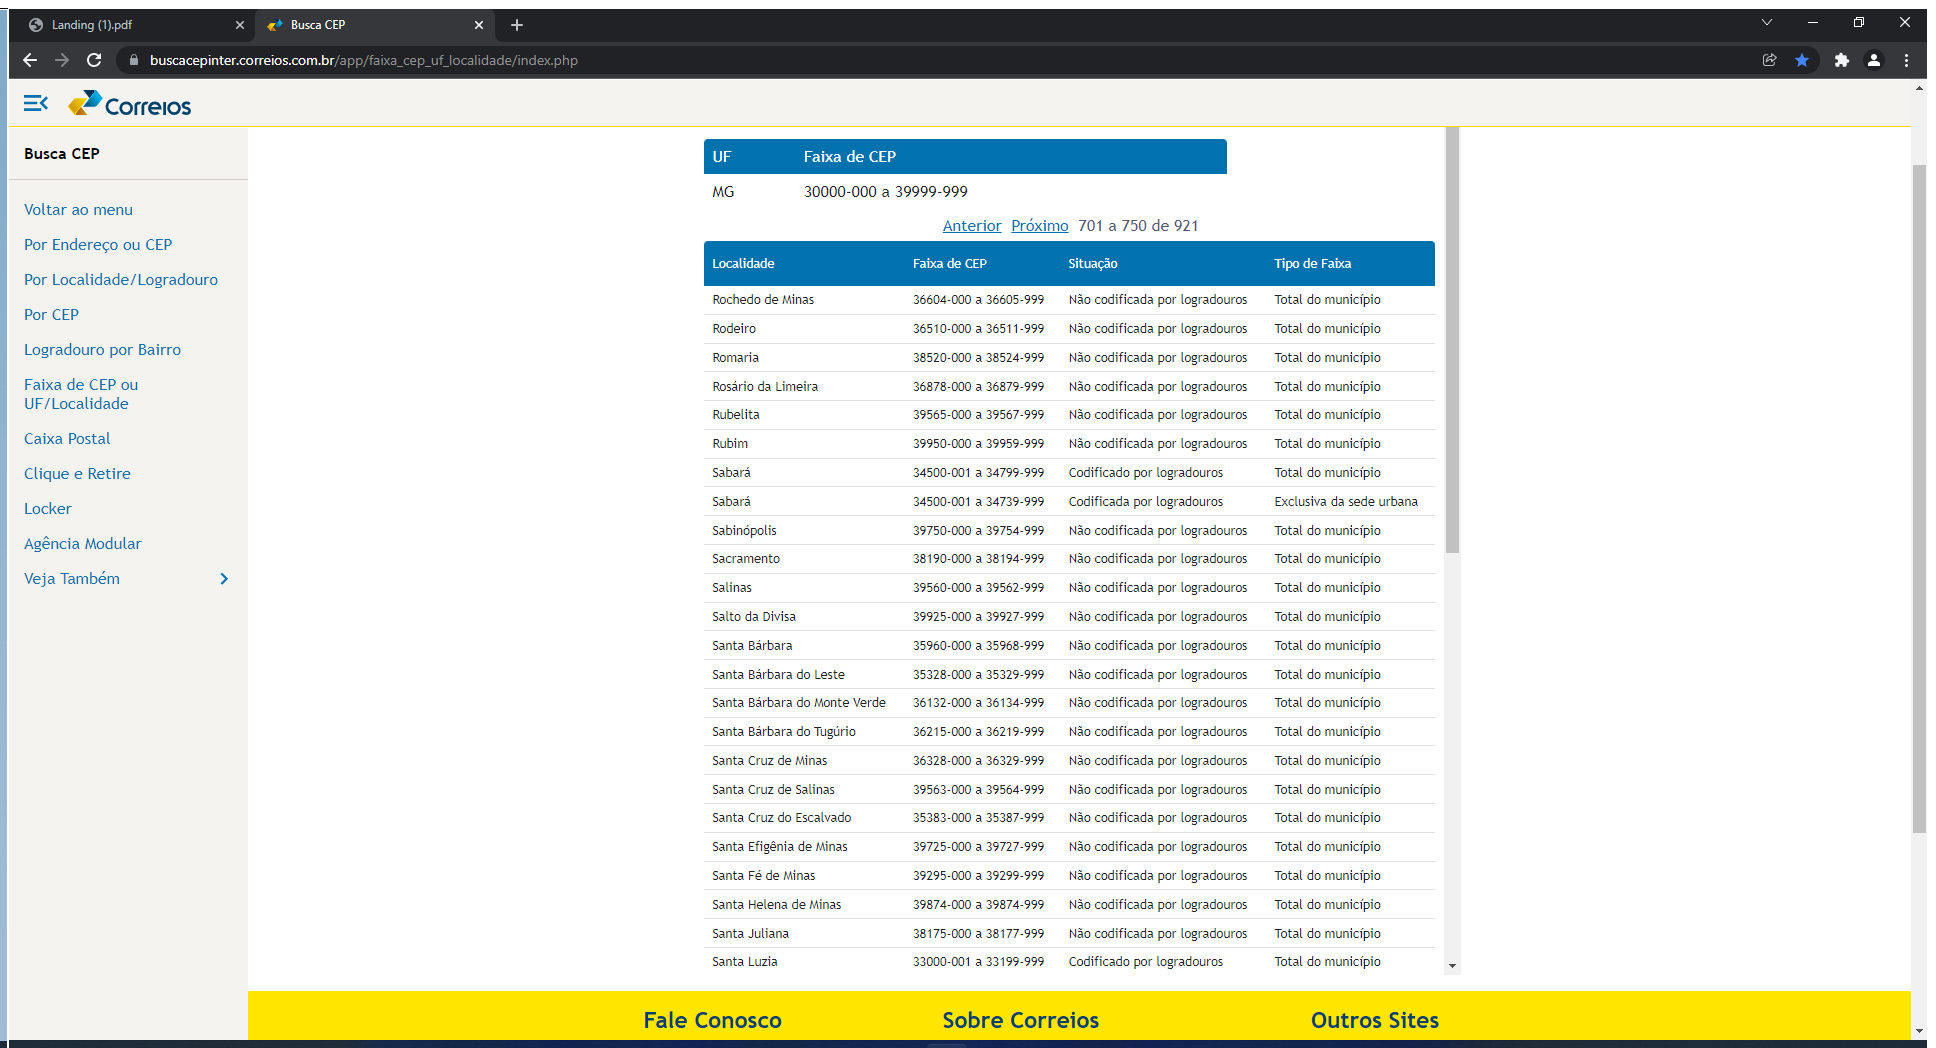 Landing (1).pdf
Busca CEP
buscacepinter.correios.com.br/app/faixa_cep_uf_localidade/index.php
Correios
Busca CEP
Voltar ao menu
Por Endereço ou CEP
Por Localidade/Logradouro
Por CEP
Logradouro por Bairro
Faixa de CEP ou
UF/Localidade
Caixa Postal
Clique e Retire
Locker
Agência Modular
Veja Também
UF Faixa de CEP
MG 30000-000 a 39999-999
Anterior Próximo 701 a 750 de 921
Localidade Faixa de CEP Situação Tipo de Faixa
Rochedo de Minas 36604-000 a 36605-999 Não codificada por logradouros Total do município
Rodeiro 36510-000 a 36511-999 Não codificada por logradouros Total do município
Romaria 38520-000 a 38524-999 Não codificada por logradouros Total do município
Rosário da Limeira 36878-000 a 36879-999 Não codificada por logradouros Total do município
Rubelita 39565-000 a 39567-999 Não codificada por logradouros Total do município
Rubim 39950-000 a 39959-999 Não codificada por logradouros Total do município
Sabará 34500-001 a 34799-999 Codificado por logradouros Total do município
Sabará 34500-001 a 34739-999 Codificada por logradouros Exclusiva da sede urbana
Sabinópolis 39750-000 a 39754-999 Não codificada por logradouros Total do município
Sacramento 38190-000 a 38194-999 Não codificada por logradouros Total do município
Salinas 39560-000 a 39562-999 Não codificada por logradouros Total do município
Salto da Divisa 39925-000 a 39927-999 Não codificada por logradouros Total do município
Santa Bárbara 35960-000 a 35968-999 Não codificada por logradouros Total do município
Santa Bárbara do Leste 35328-000 a 35329-999 Não codificada por logradouros Total do município
Santa Bárbara do Monte Verde 36132-000 a 36134-999 Não codificada por logradouros Total do município
Santa Bárbara do Tugúrio 36215-000 a 36219-999 Não codificada por logradouros Total do município
Santa Cruz de Minas 36328-000 a 36329-999 Não codificada por logradouros Total do município
Santa Cruz de Salinas 39563-000 a 39564-999 Não codificada por logradouros Total do município
Santa Cruz do Escalvado 35383-000 a 35387-999 Não codificada por logradouros Total do município
Santa Efigênia de Minas 39725-000 a 39727-999 Não codificada por logradouros Total do município
Santa Fé de Minas 39295-000 a 39299-999 Não codificada por logradouros Total do município
Santa Helena de Minas 39874-000 a 39874-999 Não codificada por logradouros Total do município
Santa Juliana 38175-000 a 38177-999 Não codificada por logradouros Total do município
Santa Luzia 33000-001 a 33199-999 Codificado por logradouros Total do município
Fale Conosco Sobre Correios Outros Sites